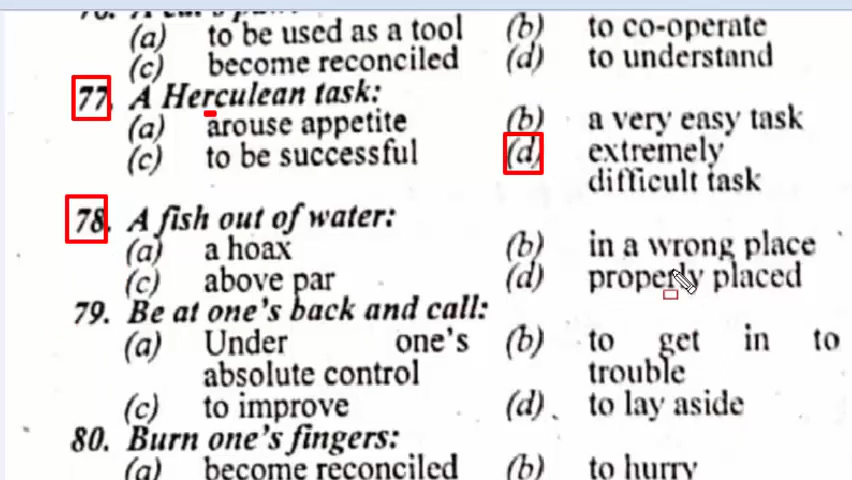 (a) to be used as a tool (b) to co-operate
(c) become reconciled (d) to understand
77. A Herculean task:
(a) arouse appetite (b) a very easy task
(c) to be successful (d) extremely
difficult task
78. A fish out of water:
(a) a hoax (b) in a wrong place
(c) above par (d) properly placed
79. Be at one's back and call:
(a) Under one's (b) to get in to
absolute control trouble
(c) to improve (d) to lay aside
80. Burn one's fingers:
(a) become reconciled (b) to hurry